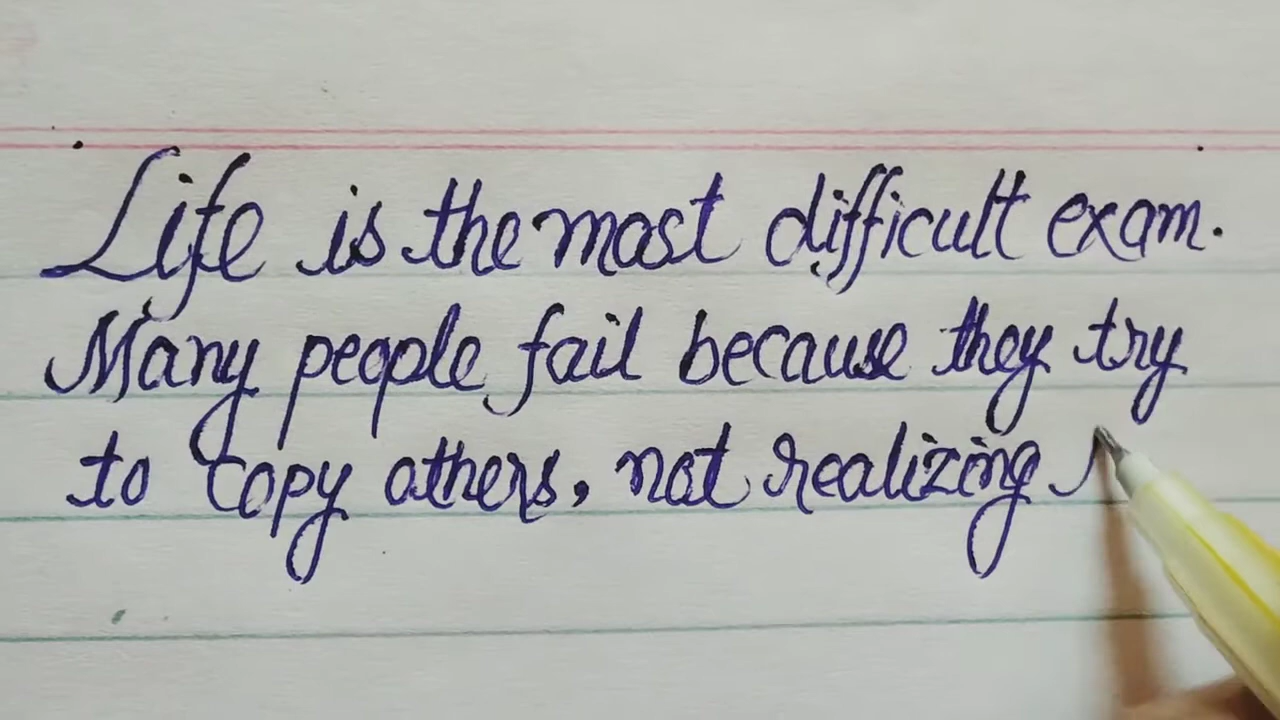 Life is the most difficult exam.
Many people fail because they try
to copy others, not realizing